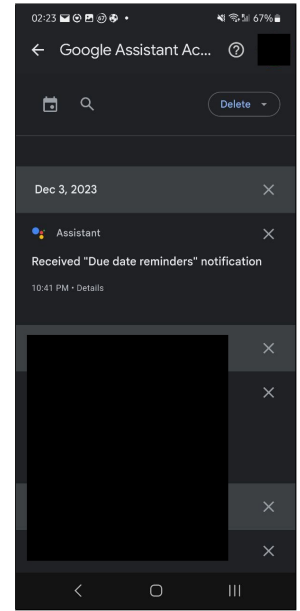 02:23 67%
Google Assistant Ac...
Delete
Dec 3, 2023
Assistant
Received "Due date reminders" notification
10:41 PM • Details